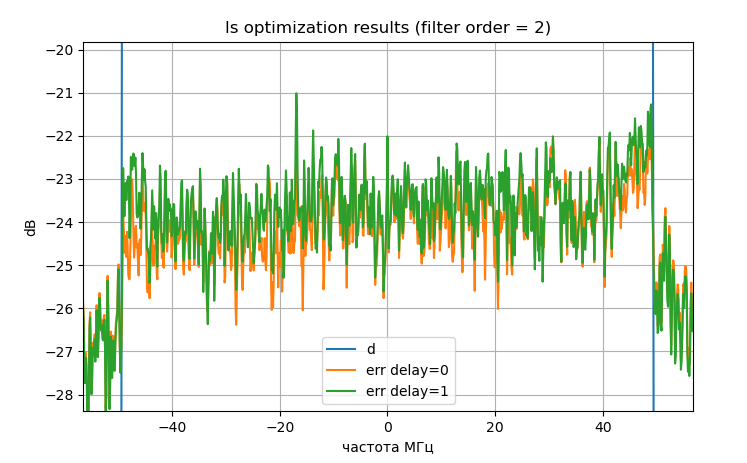 ls optimization results (filter order = 2)
dB
−20
−21
−22
−23
−24
−25
−26
−27
−28
d
err delay=0
err delay=1
−40
−20
0
20
40
частота МГц